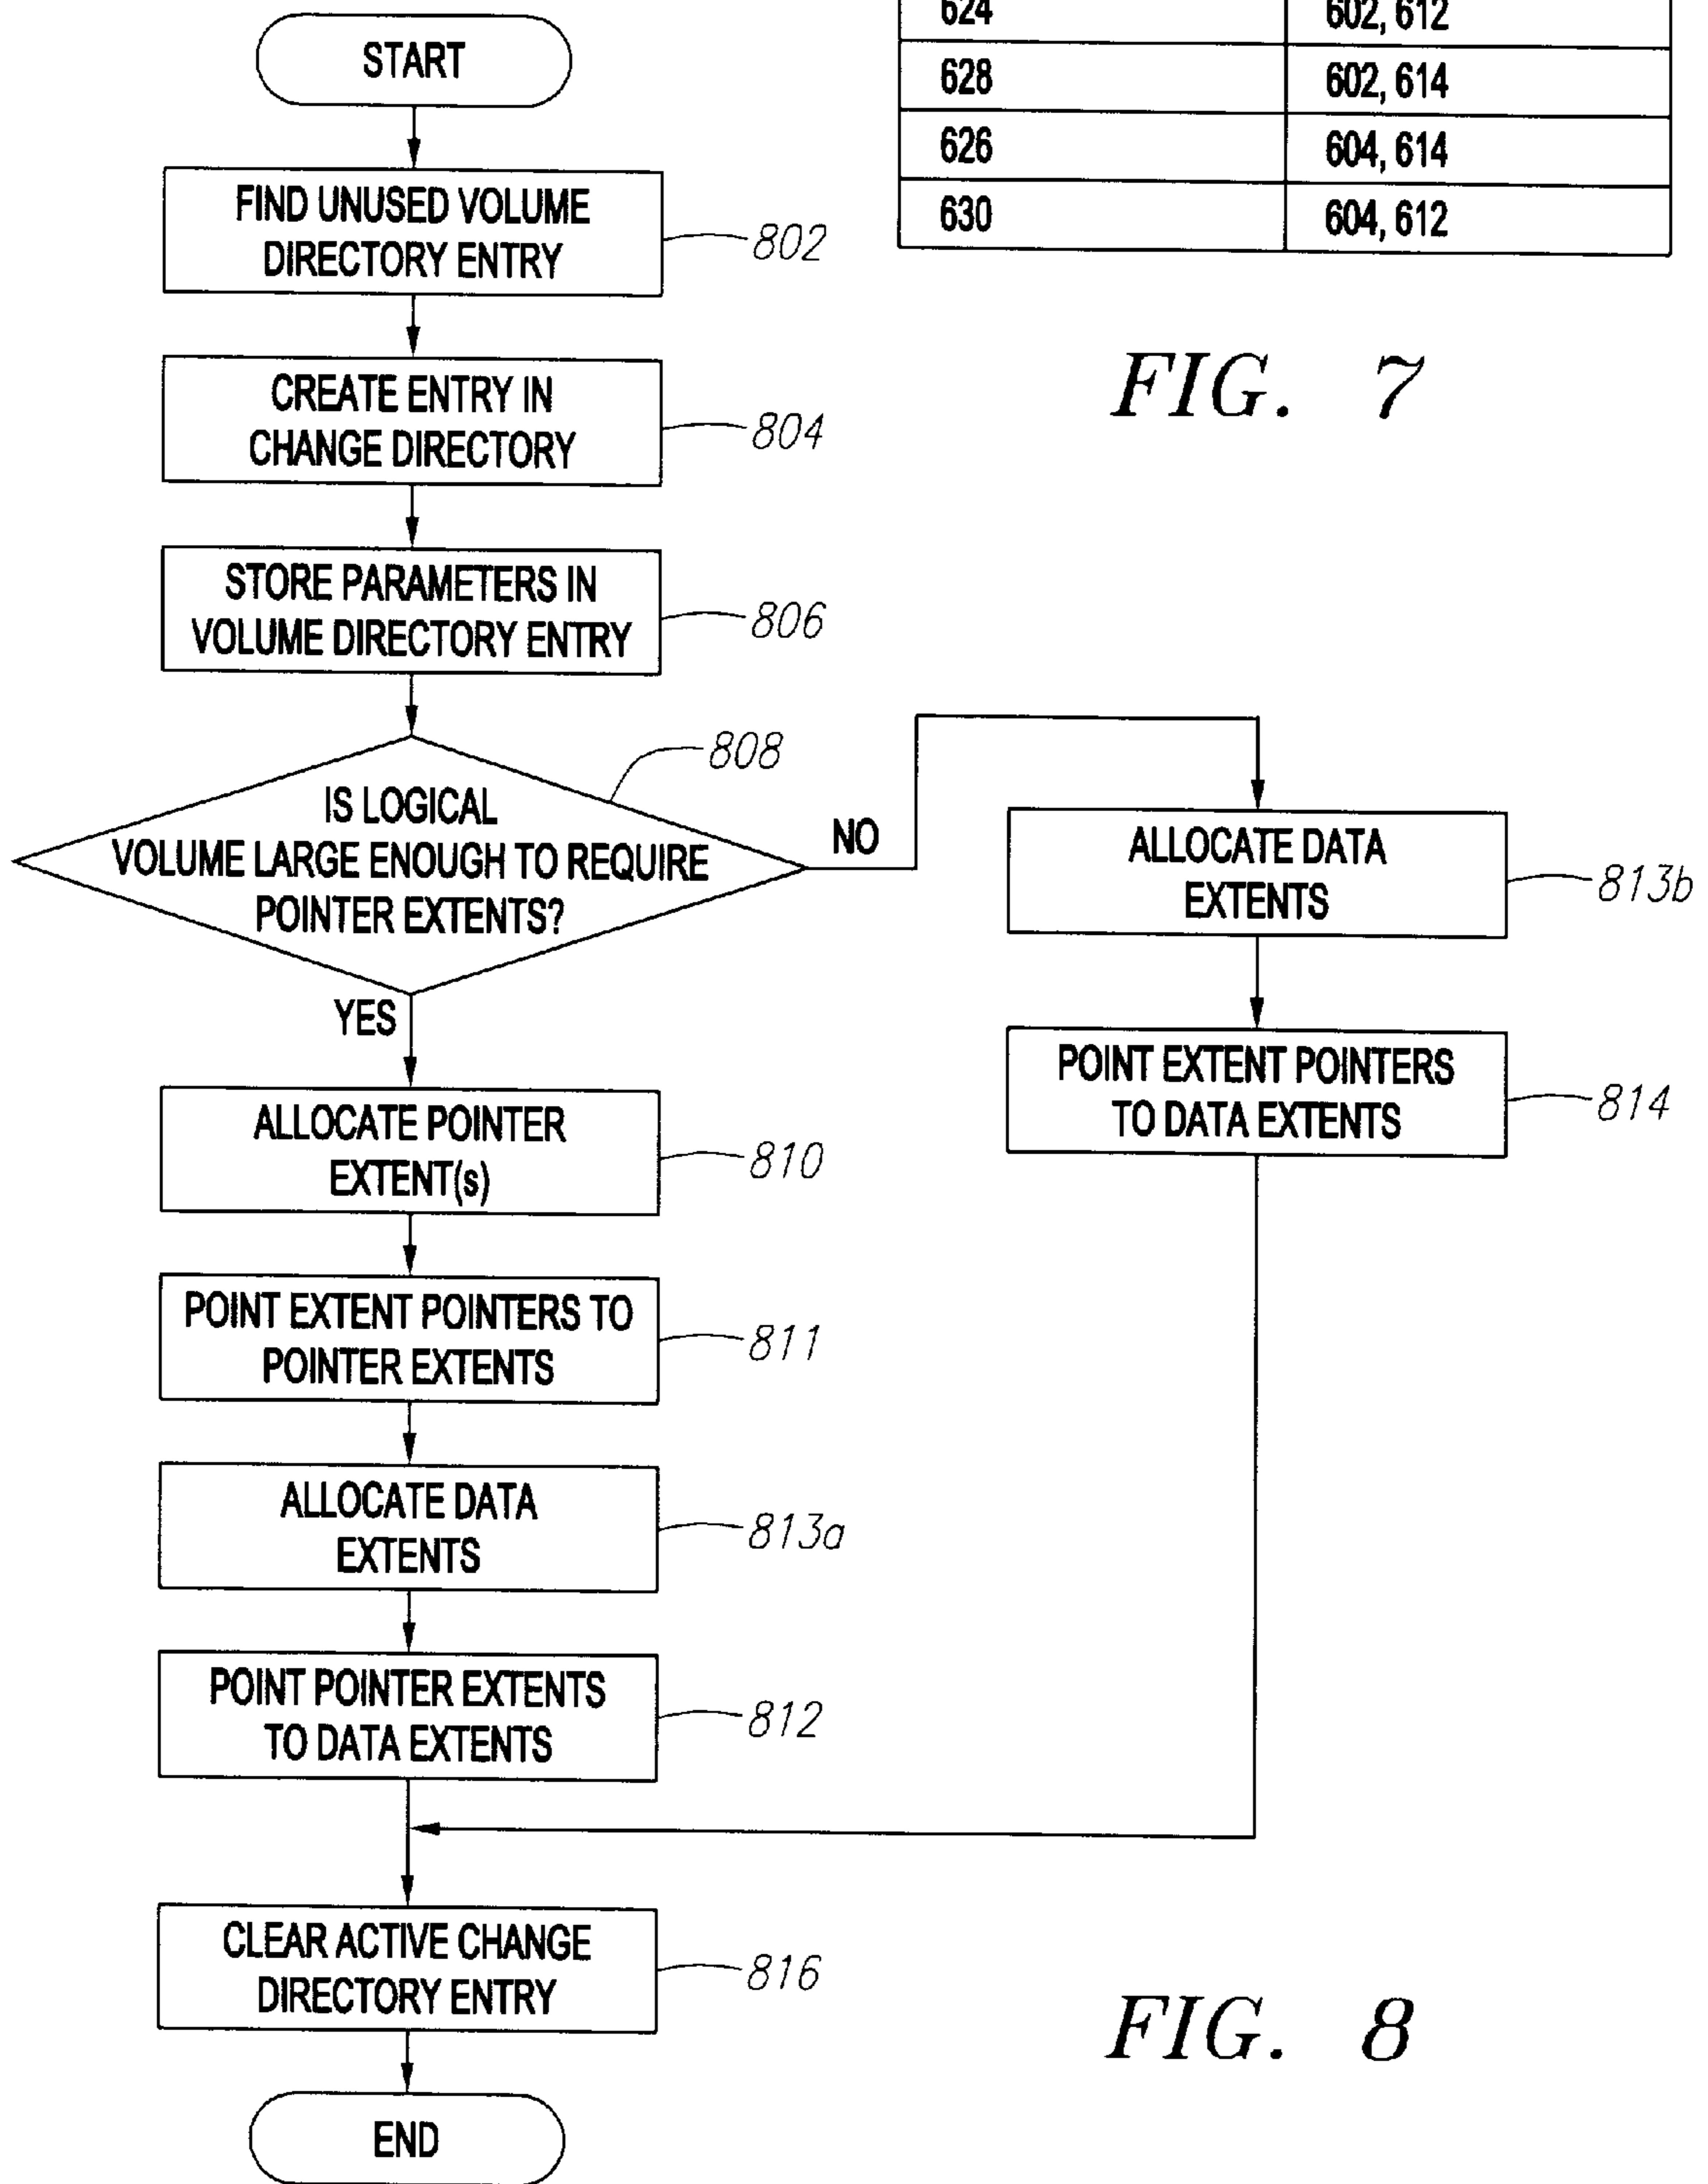 624 602, 612
628 602, 614
626 604, 614
630 604, 612
FIG. 7
START
FIND UNUSED VOLUME
DIRECTORY ENTRY
802
CREATE ENTRY IN
CHANGE DIRECTORY
804
STORE PARAMETERS IN
VOLUME DIRECTORY ENTRY
806
808
IS LOGICAL
VOLUME LARGE ENOUGH TO REQUIRE
POINTER EXTENTS?
NO
YES
ALLOCATE DATA
EXTENTS
813b
POINT EXTENT POINTERS
TO DATA EXTENTS
814
ALLOCATE POINTER
EXTENT(s)
810
POINT EXTENT POINTERS TO
POINTER EXTENTS
811
ALLOCATE DATA
EXTENTS
813a
POINT POINTER EXTENTS
TO DATA EXTENTS
812
CLEAR ACTIVE CHANGE
DIRECTORY ENTRY
816
END
FIG. 8